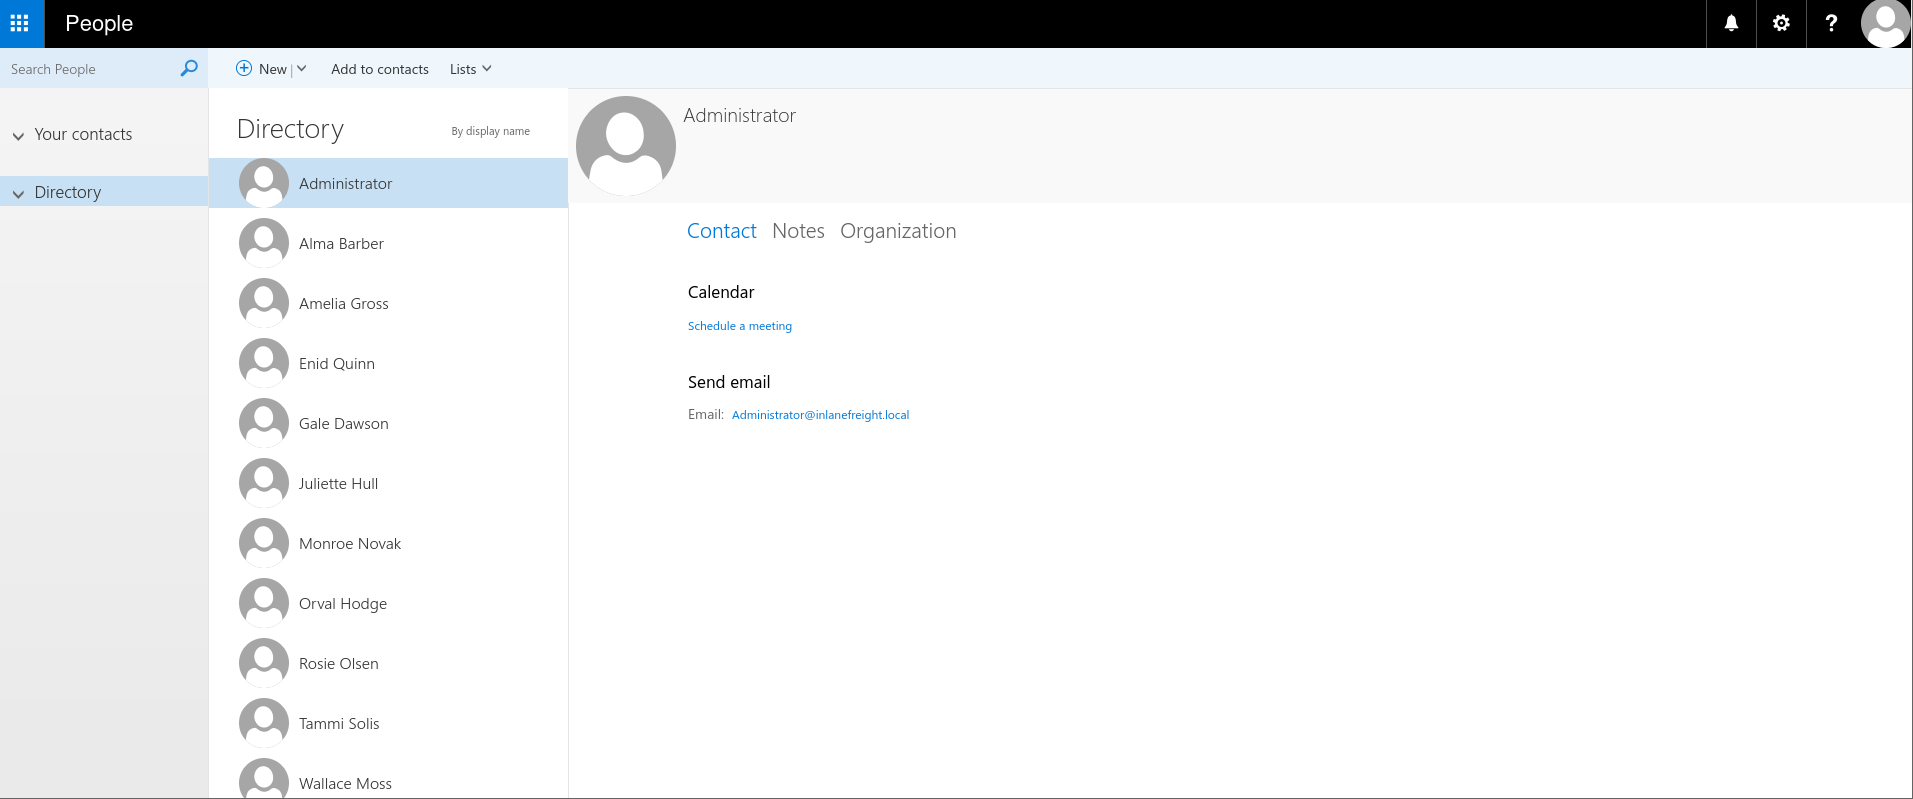 People
?
Search People
New | Add to contacts Lists
Your contacts
Directory
Directory
By display name
Administrator
Alma Barber
Amelia Gross
Enid Quinn
Gale Dawson
Juliette Hull
Monroe Novak
Orval Hodge
Rosie Olsen
Tammi Solis
Wallace Moss
Administrator
Contact Notes Organization
Calendar
Schedule a meeting
Send email
Email: Administrator@inlanefreight.local